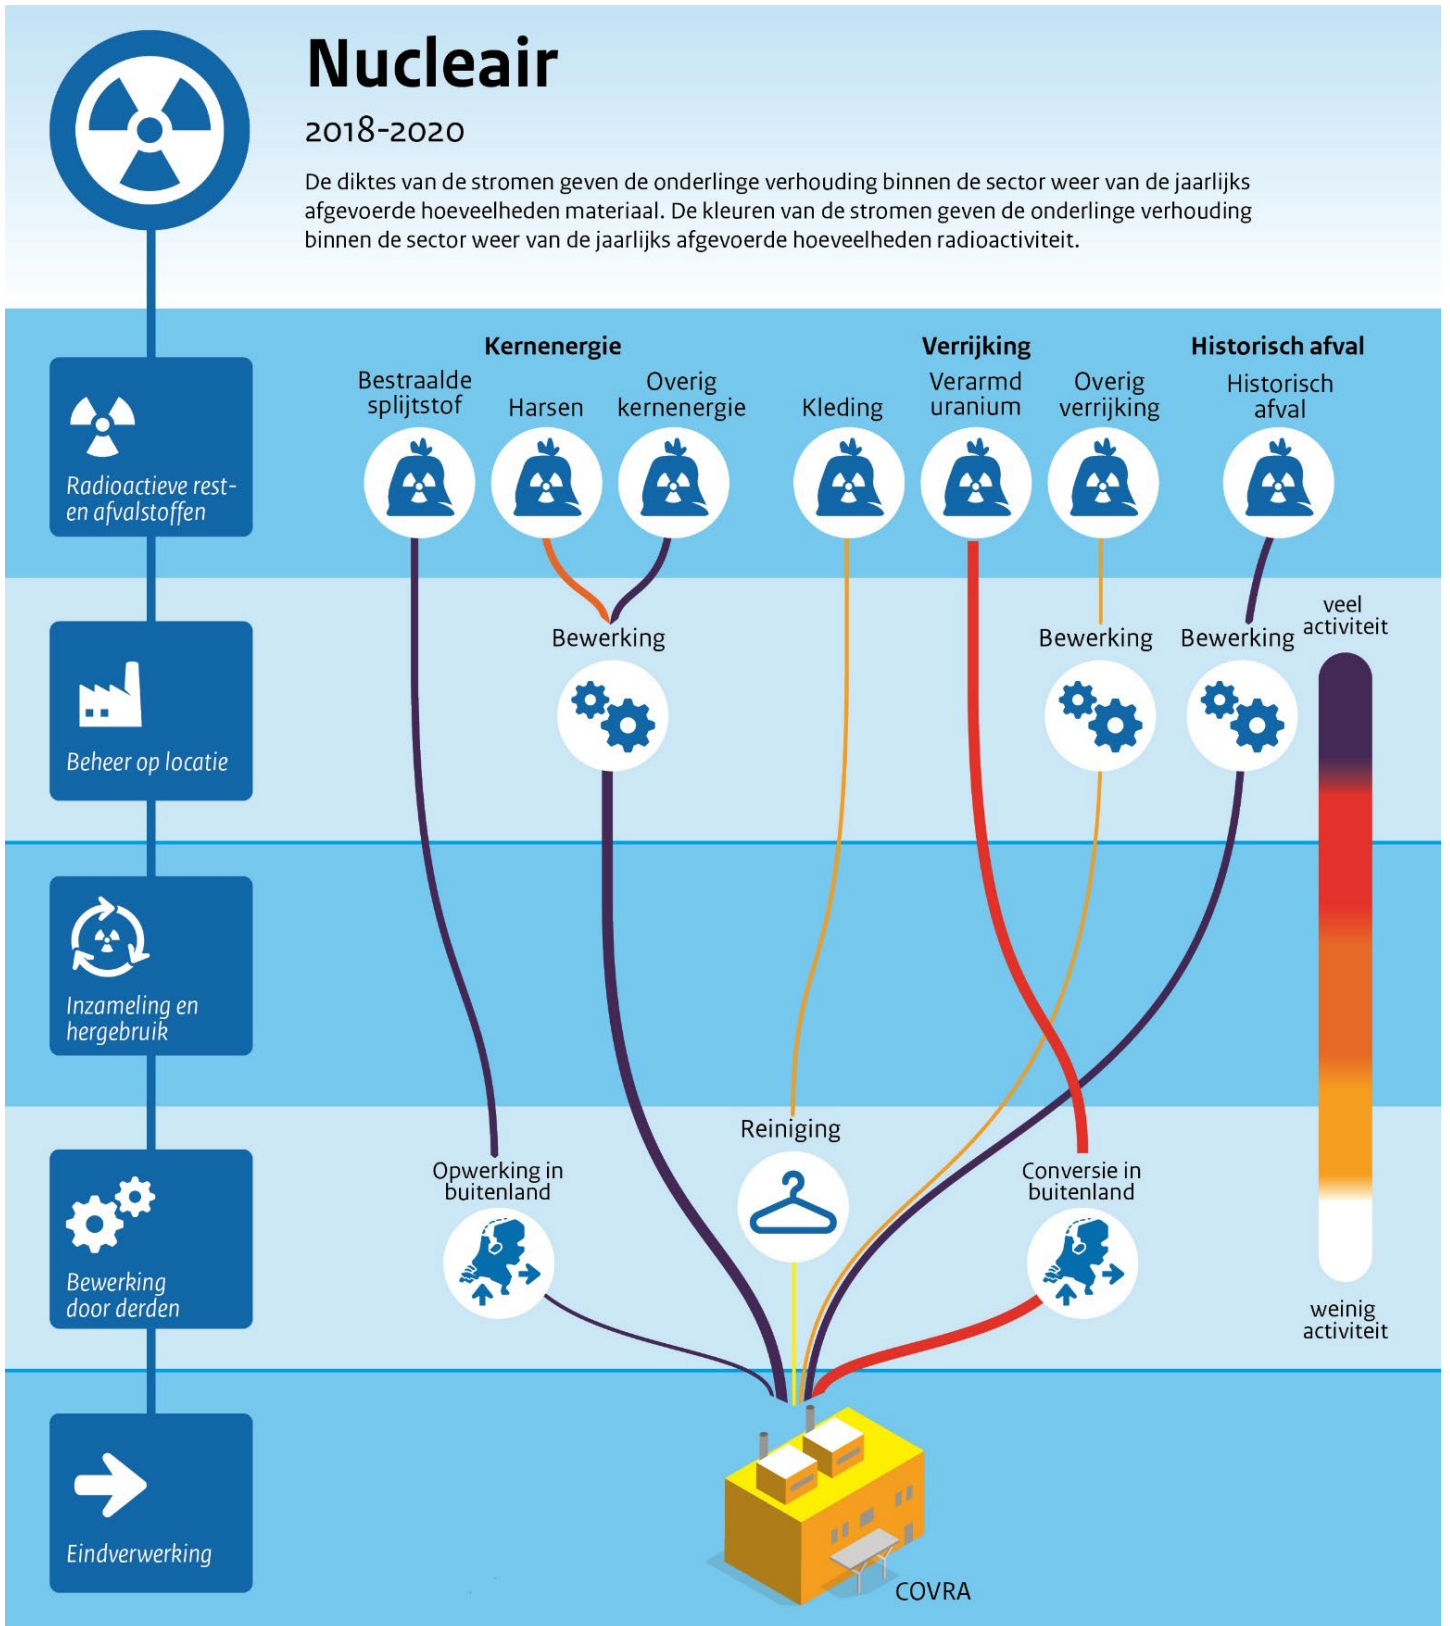 Nucleair
2018-2020
De diktes van de stromen geven de onderlinge verhouding binnen de sector weer van de jaarlijks
afgevoerde hoeveelheden materiaal. De kleuren van de stromen geven de onderlinge verhouding
binnen de sector weer van de jaarlijks afgevoerde hoeveelheden radioactiviteit.
Radioactieve rest-
en afvalstoffen
Kernenergie
Verrijking
Historisch afval
Bestraalde
splijtstof
Harsen
Overig
kernenergie
Kleding
Verarmd
uranium
Overig
verrijking
Historisch
afval
Beheer op locatie
Bewerking
Bewerking
Bewerking
veel
activiteit
Inzameling en
hergebruik
Bewerking
door derden
Opwerking in
buitenland
Reiniging
Conversie in
buitenland
weinig
activiteit
Eindverwerking
COVRA